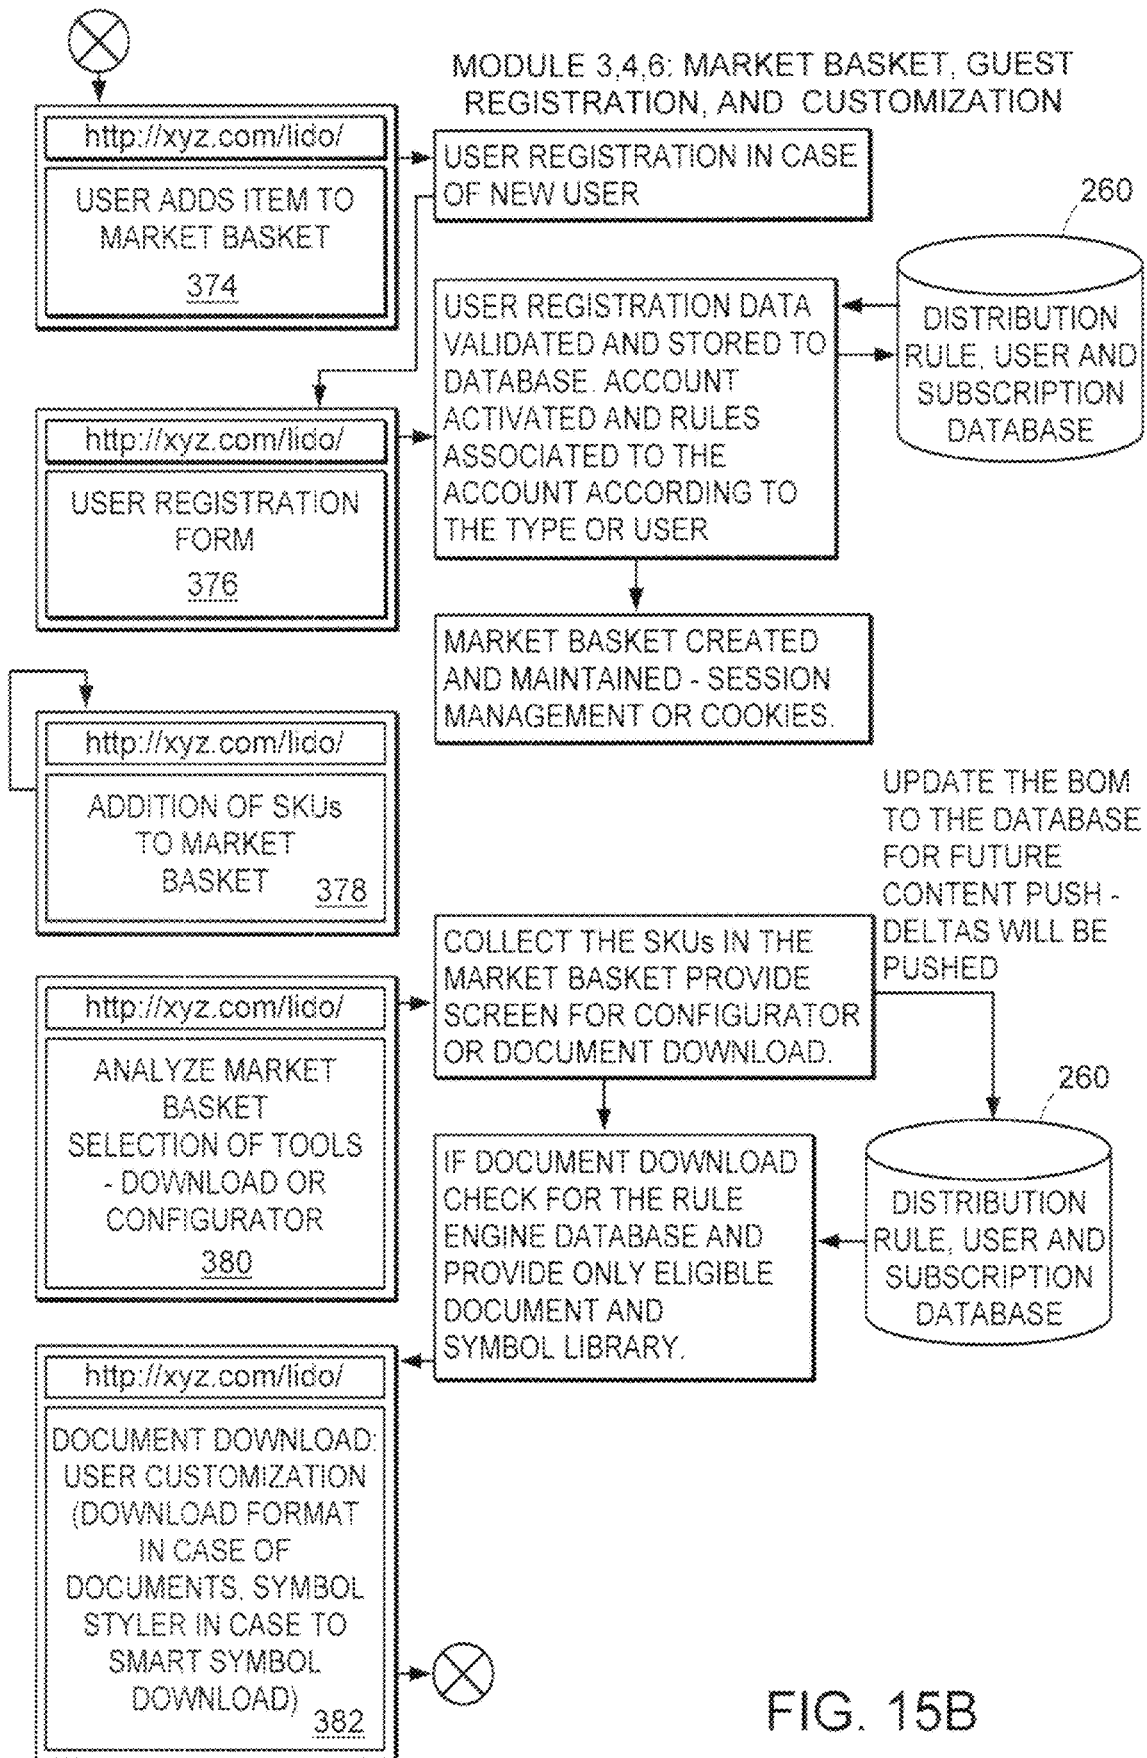 MODULE 3,4,6: MARKET BASKET, GUEST
REGISTRATION, AND CUSTOMIZATION
http://xyz.com/lido/
USER ADDS ITEM TO
MARKET BASKET
374
USER REGISTRATION IN CASE
OF NEW USER
260
DISTRIBUTION
RULE, USER AND
SUBSCRIPTION
DATABASE
USER REGISTRATION DATA
VALIDATED AND STORED TO
DATABASE. ACCOUNT
ACTIVATED AND RULES
ASSOCIATED TO THE
ACCOUNT ACCORDING TO
THE TYPE OR USER
http://xyz.com/lido/
USER REGISTRATION
FORM
376
MARKET BASKET CREATED
AND MAINTAINED - SESSION
MANAGEMENT OR COOKIES.
http://xyz.com/lido/
ADDITION OF SKUs
TO MARKET
BASKET
378
UPDATE THE BOM
TO THE DATABASE
FOR FUTURE
CONTENT PUSH -
DELTAS WILL BE
PUSHED
COLLECT THE SKUs IN THE
MARKET BASKET PROVIDE
SCREEN FOR CONFIGURATOR
OR DOCUMENT DOWNLOAD.
http://xyz.com/lido/
ANALYZE MARKET
BASKET
SELECTION OF TOOLS
- DOWNLOAD OR
CONFIGURATOR
380
260
DISTRIBUTION
RULE, USER AND
SUBSCRIPTION
DATABASE
IF DOCUMENT DOWNLOAD
CHECK FOR THE RULE
ENGINE DATABASE AND
PROVIDE ONLY ELIGIBLE
DOCUMENT AND
SYMBOL LIBRARY.
http://xyz.com/lido/
DOCUMENT DOWNLOAD:
USER CUSTOMIZATION
(DOWNLOAD FORMAT
IN CASE OF
DOCUMENTS, SYMBOL
STYLER IN CASE TO
SMART SYMBOL
DOWNLOAD)
382
FIG. 15B